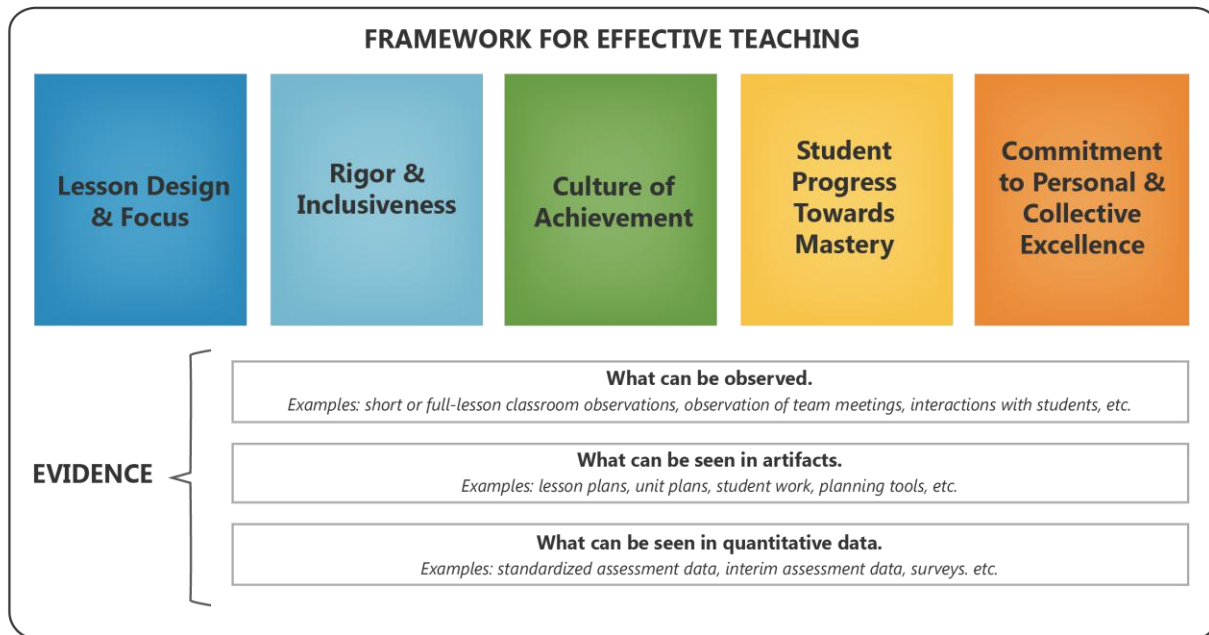 FRAMEWORK FOR EFFECTIVE TEACHING
Lesson Design
& Focus
Rigor &
Inclusiveness
Culture of
Achievement
Student
Progress
Towards
Mastery
Commitment
to Personal &
Collective
Excellence
EVIDENCE
What can be observed.
Examples: short or full-lesson classroom observations, observation of team meetings, interactions with students, etc.
What can be seen in artifacts.
Examples: lesson plans, unit plans, student work, planning tools, etc.
What can be seen in quantitative data.
Examples: standardized assessment data, interim assessment data, surveys. etc.